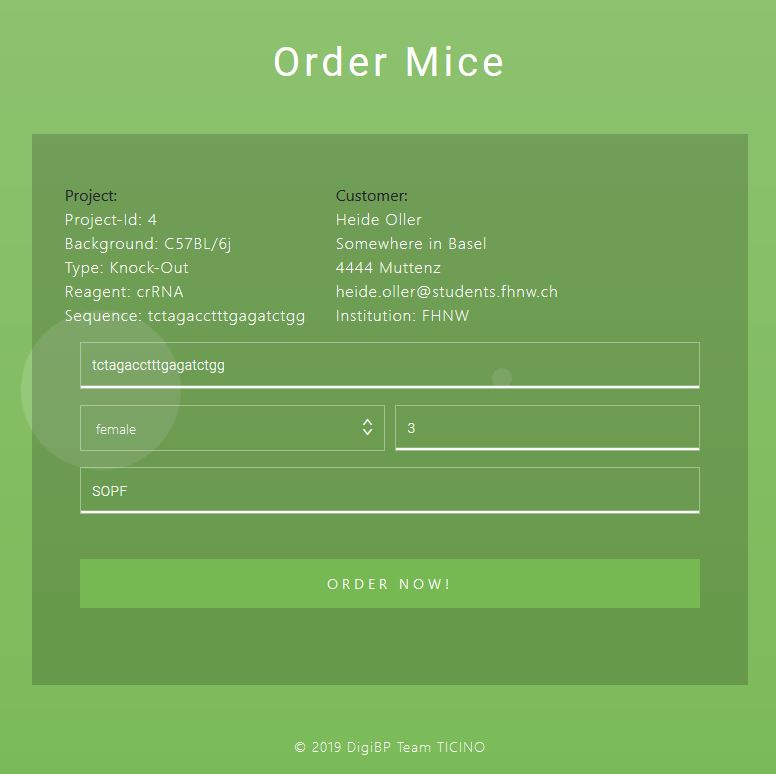 Order Mice
Project:
Project-Id: 4
Background: C57BL/6j
Type: Knock-Out
Reagent: crRNA
Sequence: tctagacctttgagatctgg
Customer:
Heide Oller
Somewhere in Basel
4444 Muttenz
heide.oller@students.fhnw.ch
Institution: FHNW
tctagacctttgagatctgg
female
3
SOPF
ORDER NOW!
© 2019 DigiBP Team TICINO